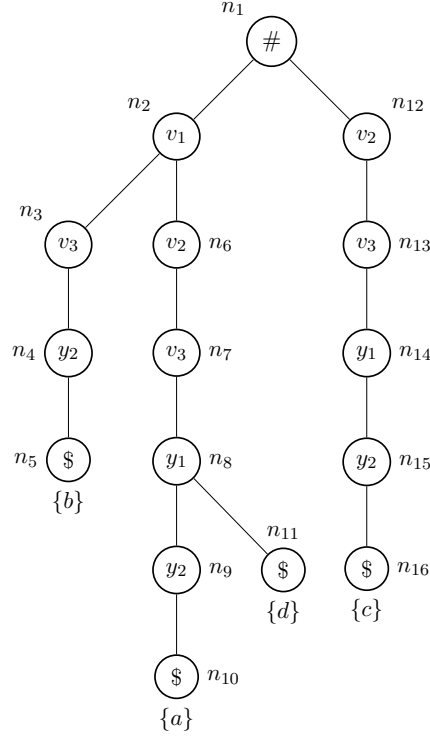 n₁
#
n₂
v₁
v₂
n₁₂
n₃
v₃
v₂
n₆
v₃
n₁₃
n₄
y₂
v₃
n₇
y₁
n₁₄
n₅
$
y₁
n₈
y₂
n₁₅
{b}
n₁₁
y₂
n₉
$
$
n₁₆
{d}
{c}
$
n₁₀
{a}